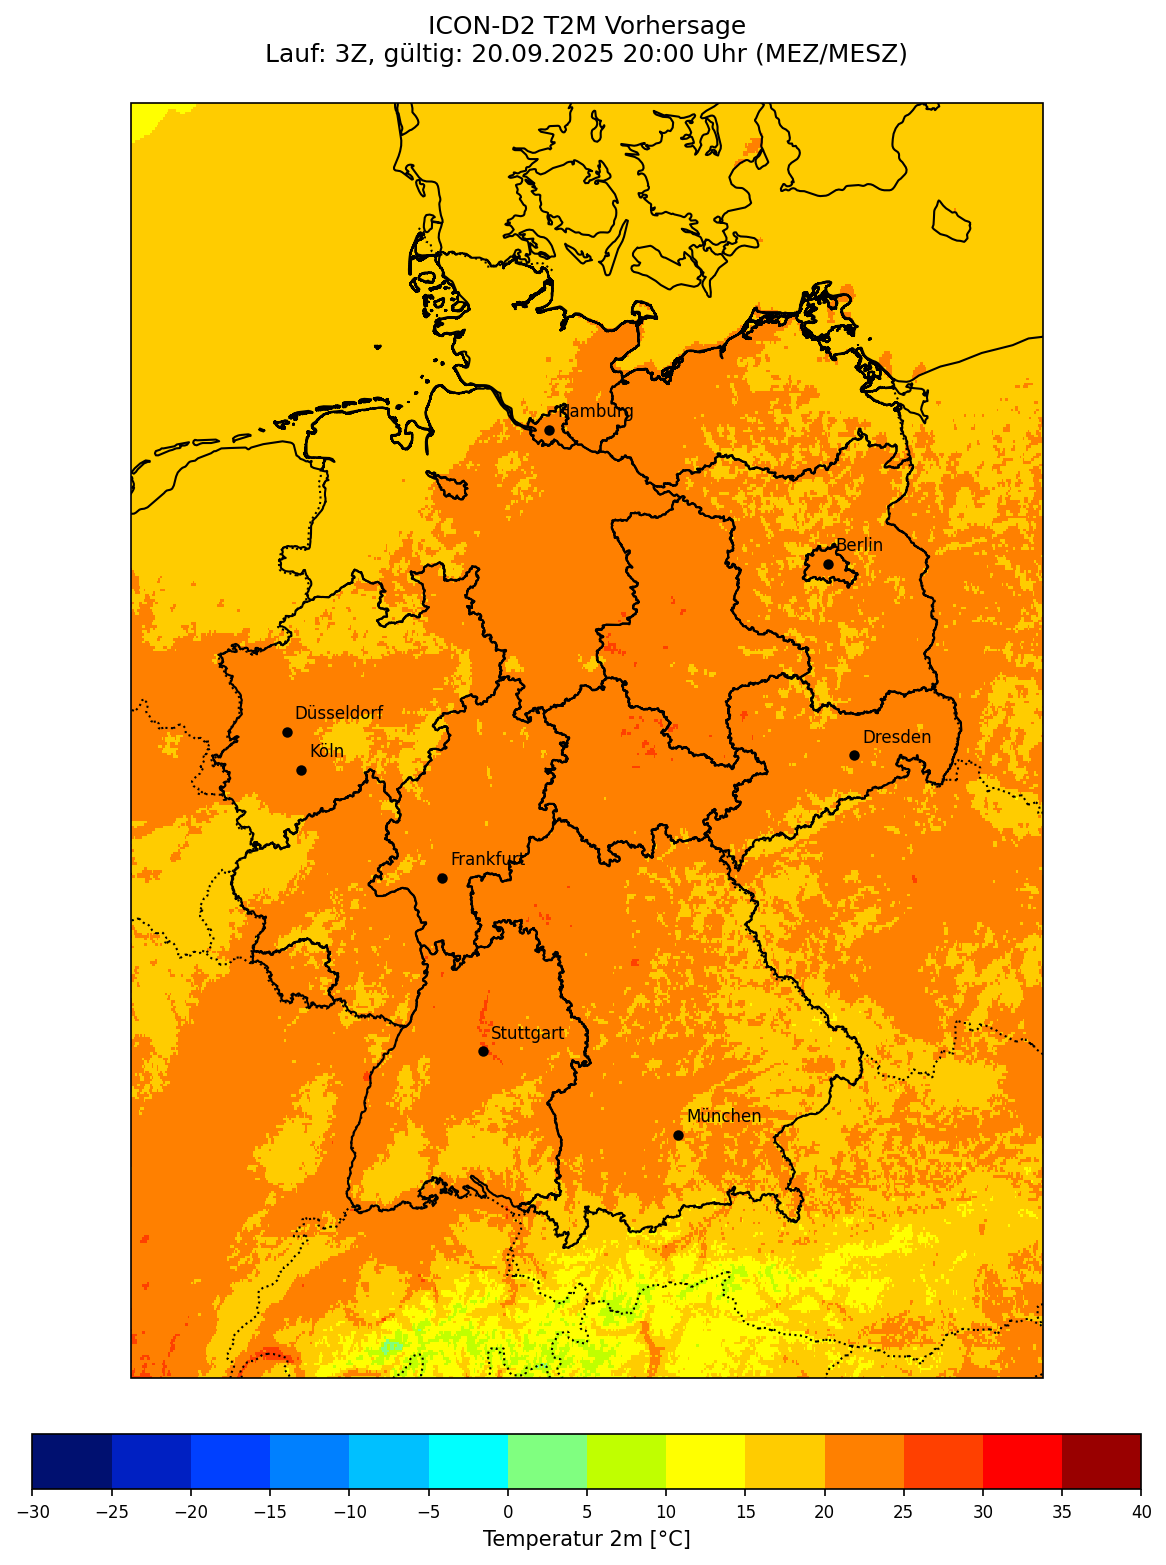 ICON-D2 T2M Vorhersage
Lauf: 3Z, gültig: 20.09.2025 20:00 Uhr (MEZ/MESZ)
Hamburg
Berlin
Düsseldorf
Dresden
Köln
Frankfurt
Stuttgart
München
−30 −25 −20 −15 −10 −5 0 5 10 15 20 25 30 35 40
Temperatur 2m [°C]